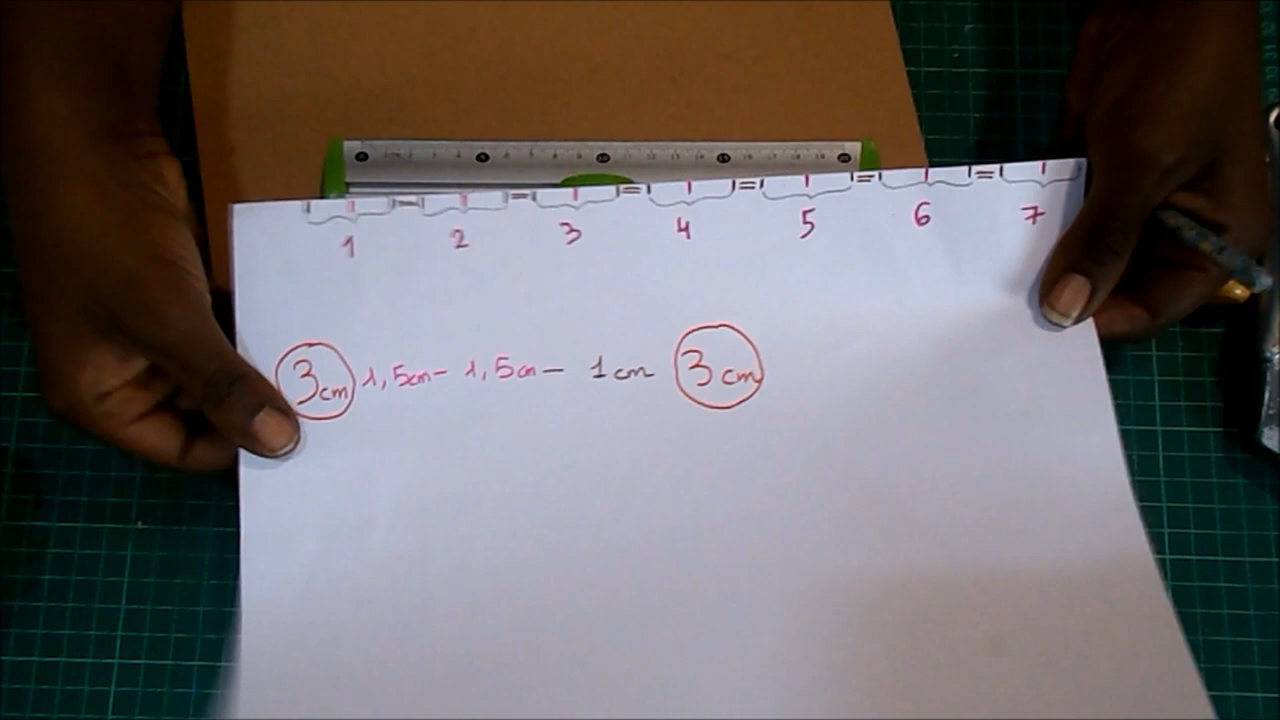 1 = 2 = 3 = 4 = 5 = 6 = 7
3cm 1,5cm - 1,5cm - 1cm 3cm